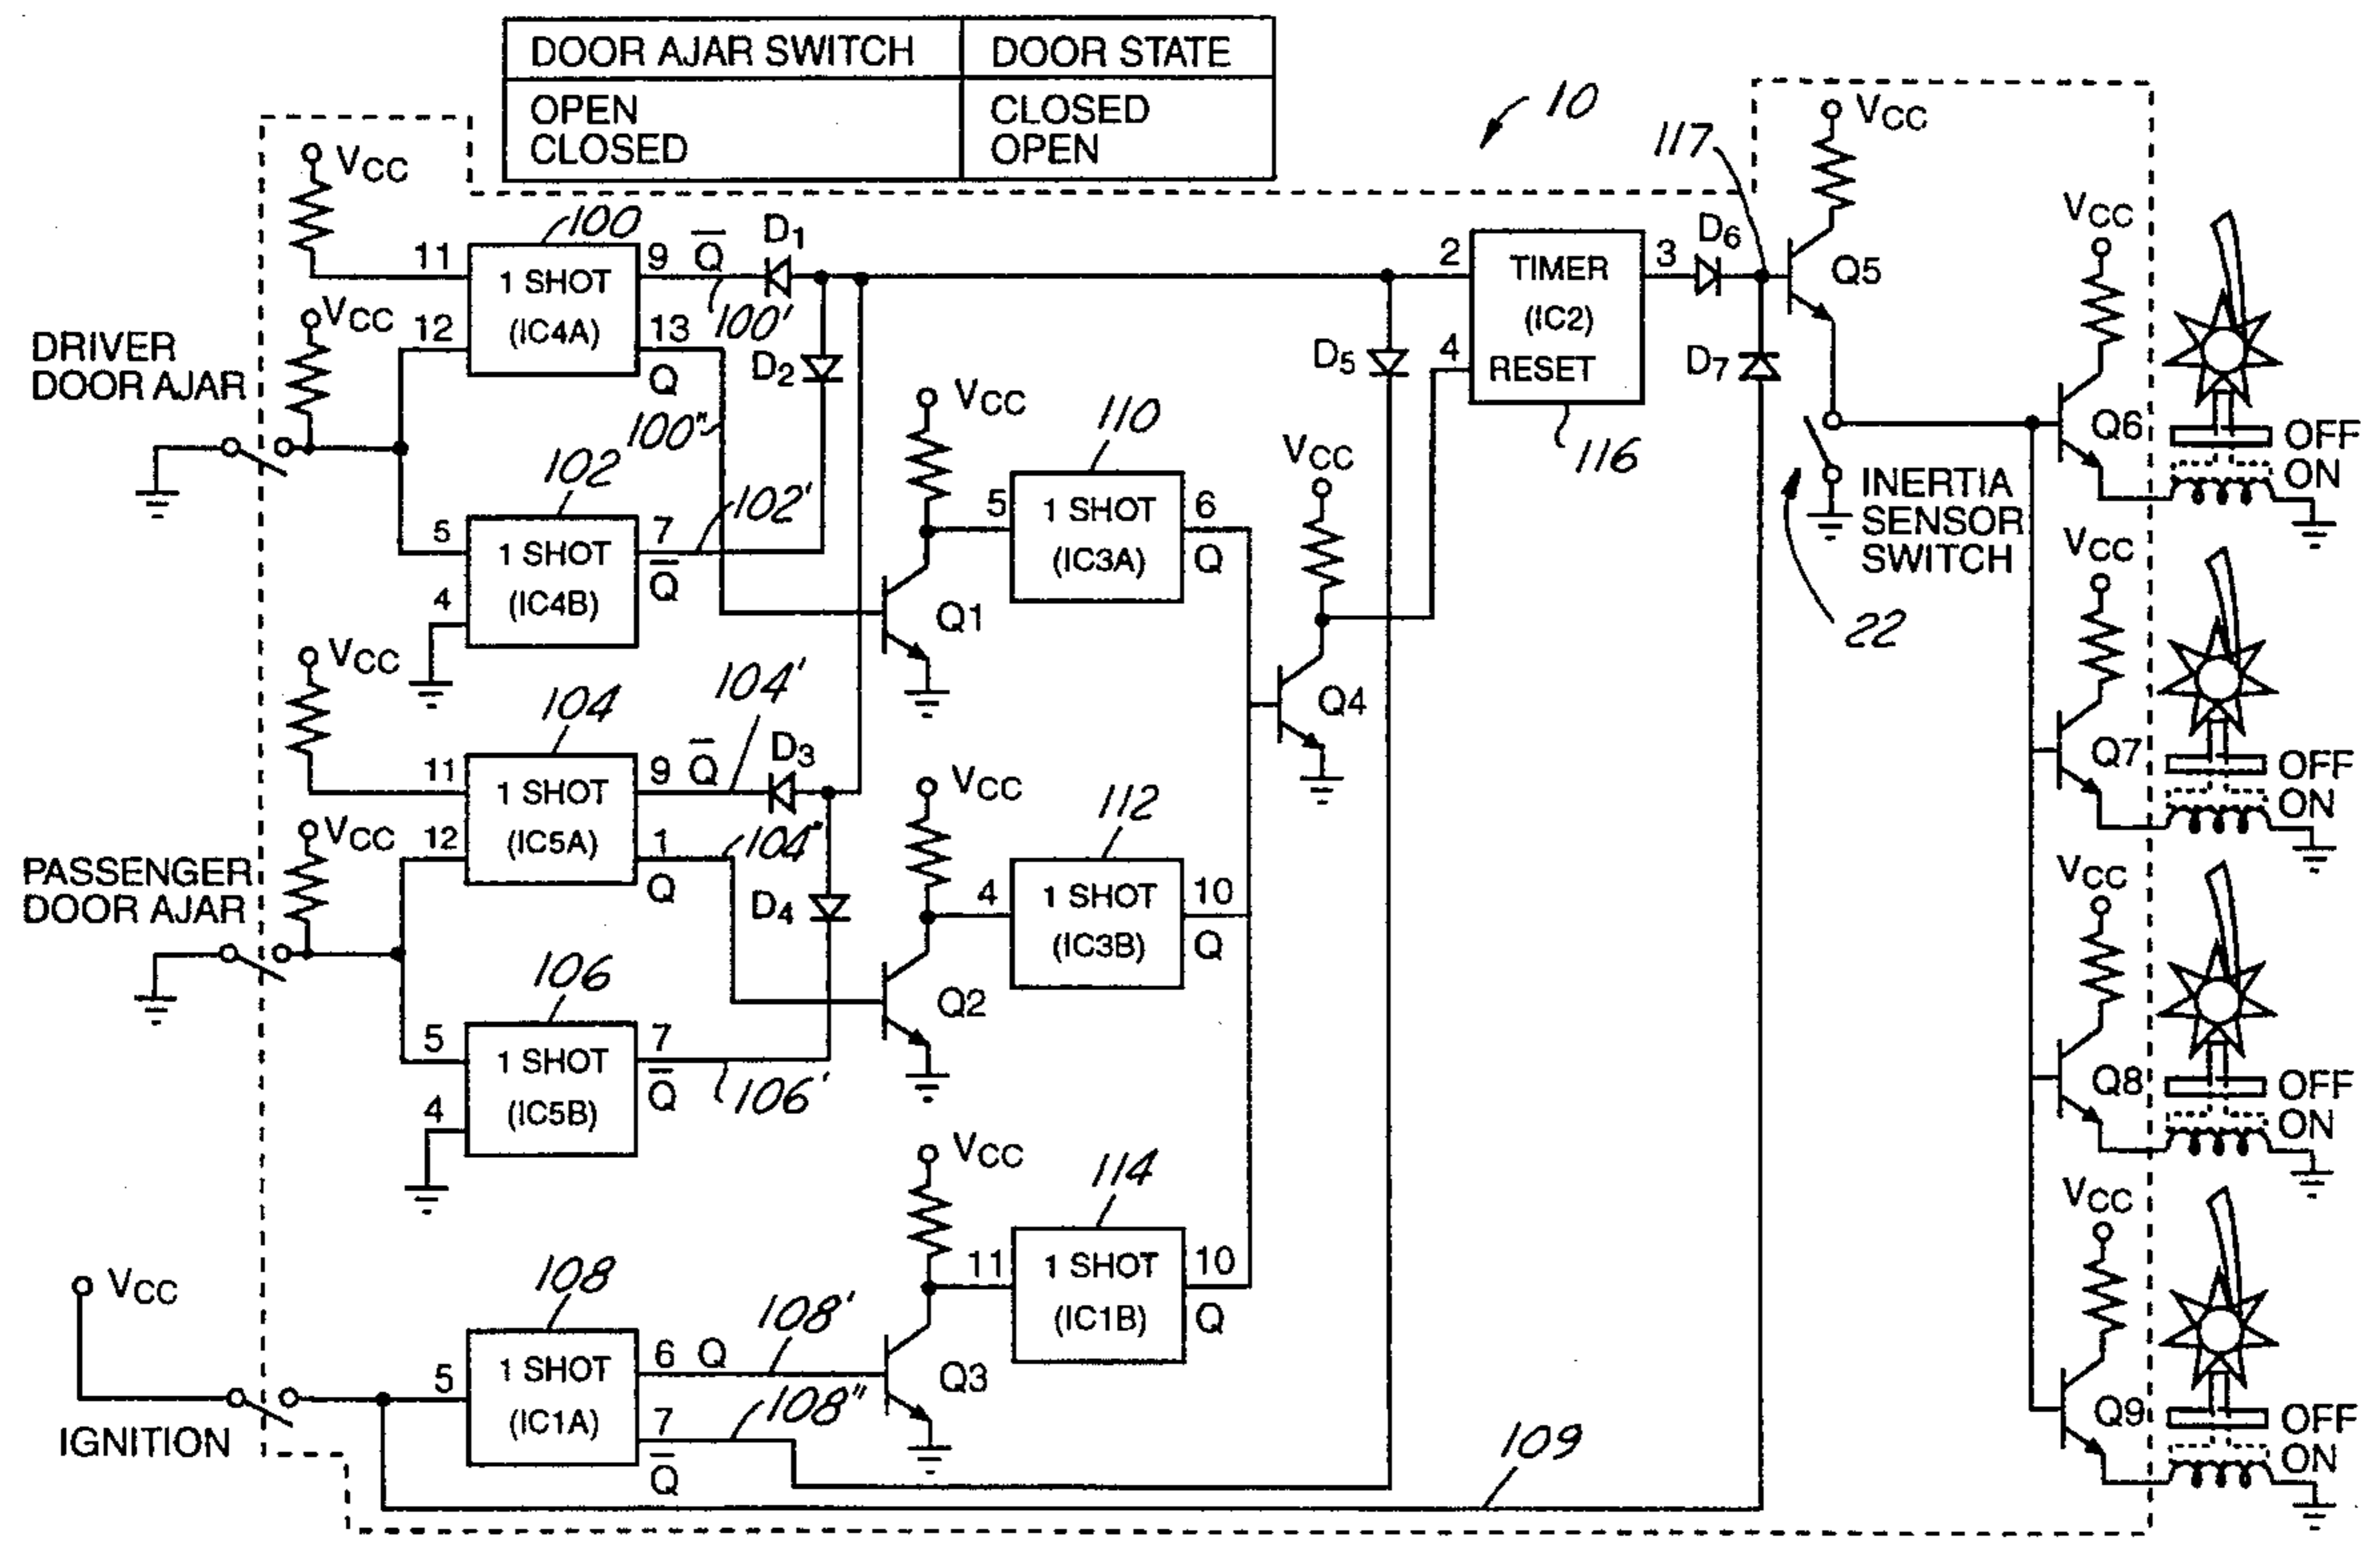 DOOR AJAR SWITCH DOOR STATE
OPEN CLOSED
CLOSED OPEN
10
117
VCC
VCC
VCC
100
11
1 SHOT
(IC4A)
9 Q̅
D1
100'
2
TIMER
(IC2)
3
D6
Q5
VCC
12
13
Q
D2
4
RESET
D5
D7
116
DRIVER
DOOR AJAR
100"
VCC
110
VCC
Q6
OFF
ON
102
5
1 SHOT
(IC4B)
7
Q̅
102'
4
5
1 SHOT
(IC3A)
6
Q
INERTIA
SENSOR
SWITCH
22
VCC
Q1
VCC
104
104'
Q4
11
1 SHOT
(IC5A)
9 Q̅
D3
Q7
OFF
ON
VCC
12
1
Q
104"
VCC
112
VCC
PASSENGER
DOOR AJAR
D4
4
1 SHOT
(IC3B)
10
Q
106
Q2
5
1 SHOT
(IC5B)
7
Q̅
106'
4
Q8
OFF
ON
VCC
114
VCC
VCC
IGNITION
108
5
1 SHOT
(IC1A)
6 Q
108'
7
Q̅
108"
Q3
11
1 SHOT
(IC1B)
10
Q
109
Q9
OFF
ON